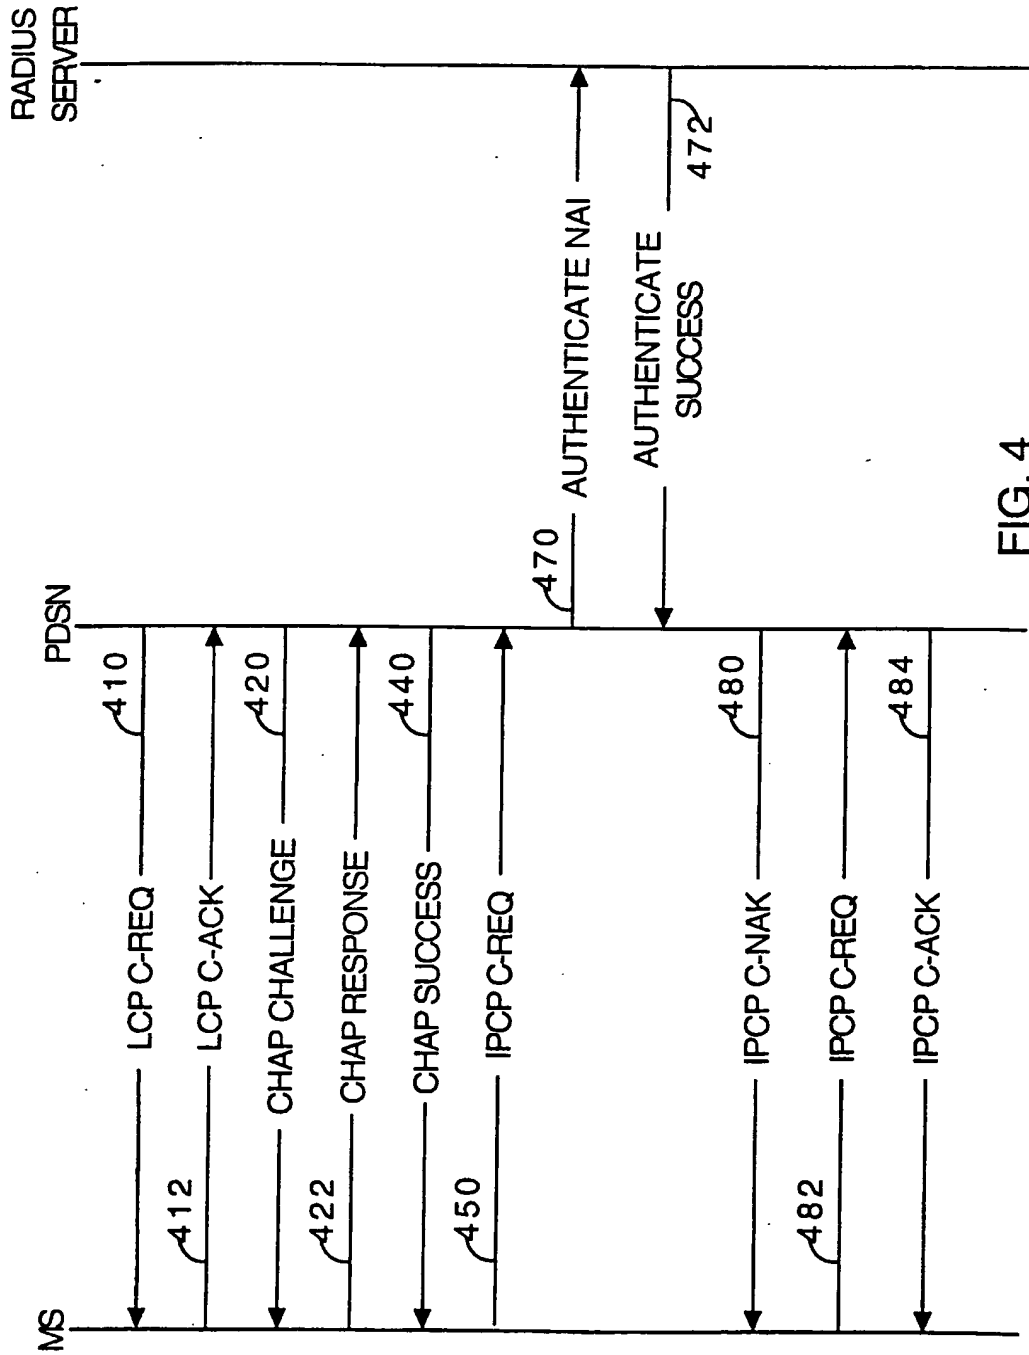 MS
PDSN
RADIUS
SERVER
410
LCP C-REQ
412
LCP C-ACK
420
CHAP CHALLENGE
422
CHAP RESPONSE
440
CHAP SUCCESS
450
IPCP C-REQ
470
AUTHENTICATE NAI
AUTHENTICATE
SUCCESS
472
480
IPCP C-NAK
482
IPCP C-REQ
484
IPCP C-ACK
FIG. 4